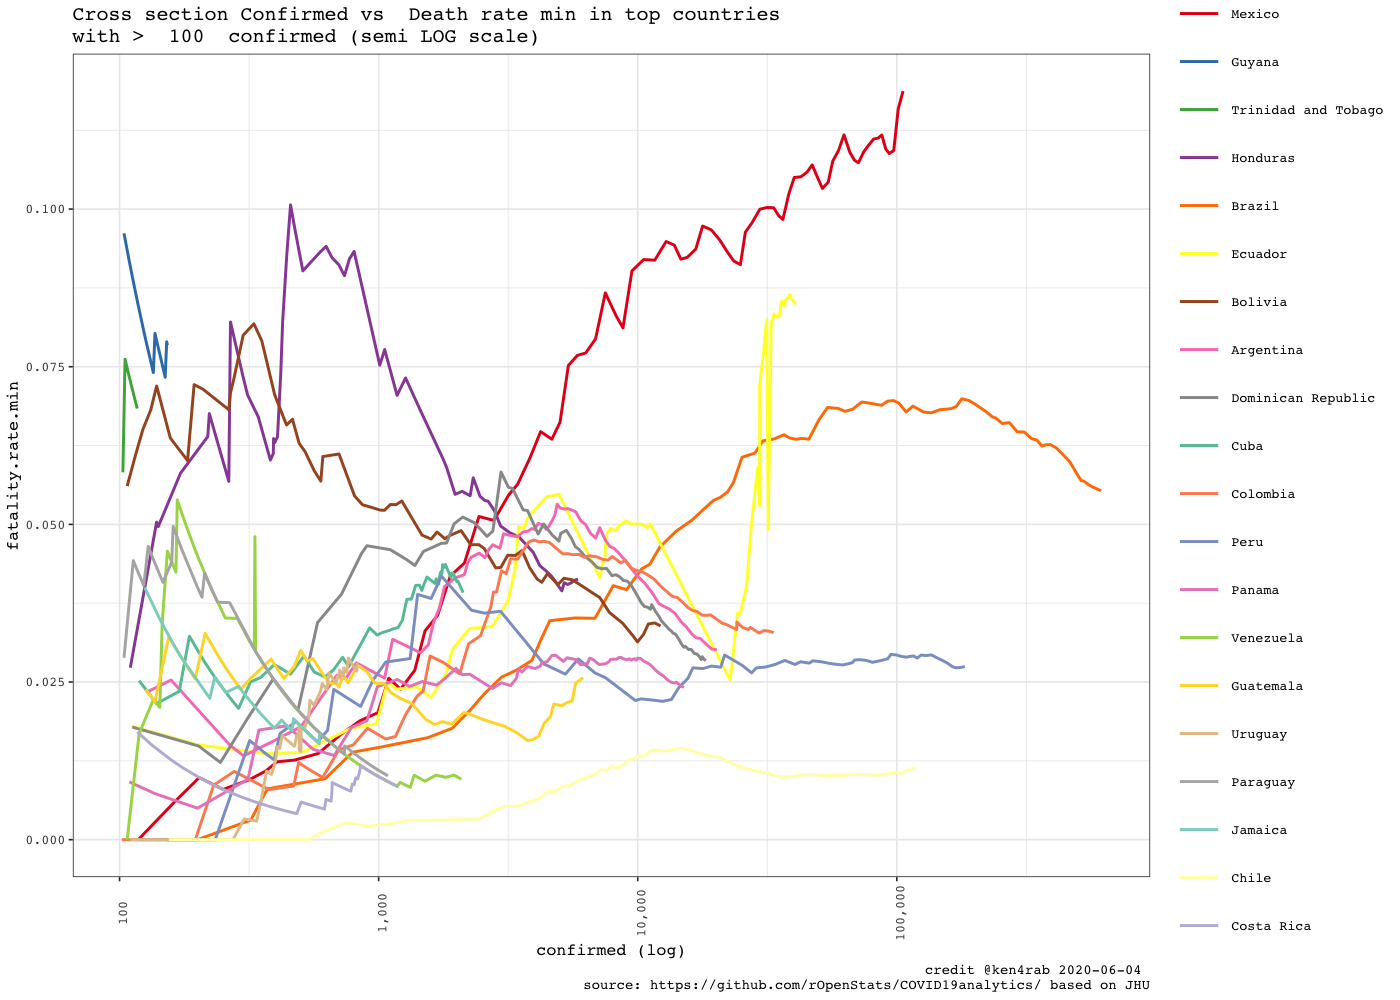 Cross section Confirmed vs  Death rate min in top countries
with >  100  confirmed (semi LOG scale)
fatality.rate.min
0.100
0.075
0.050
0.025
0.000
100
1,000
10,000
100,000
confirmed (log)
Mexico
Guyana
Trinidad and Tobago
Honduras
Brazil
Ecuador
Bolivia
Argentina
Dominican Republic
Cuba
Colombia
Peru
Panama
Venezuela
Guatemala
Uruguay
Paraguay
Jamaica
Chile
Costa Rica
credit @ken4rab 2020-06-04
source: https://github.com/rOpenStats/COVID19analytics/ based on JHU